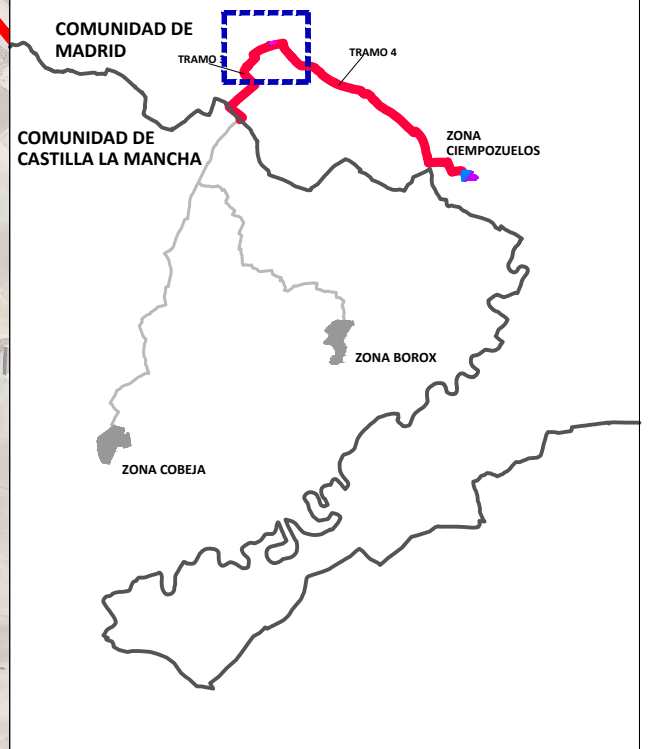 COMUNIDAD DE
MADRID
TRAMO 3
TRAMO 4
ZONA
CIEMPOZUELOS
COMUNIDAD DE
CASTILLA LA MANCHA
ZONA BOROX
ZONA COBEJA